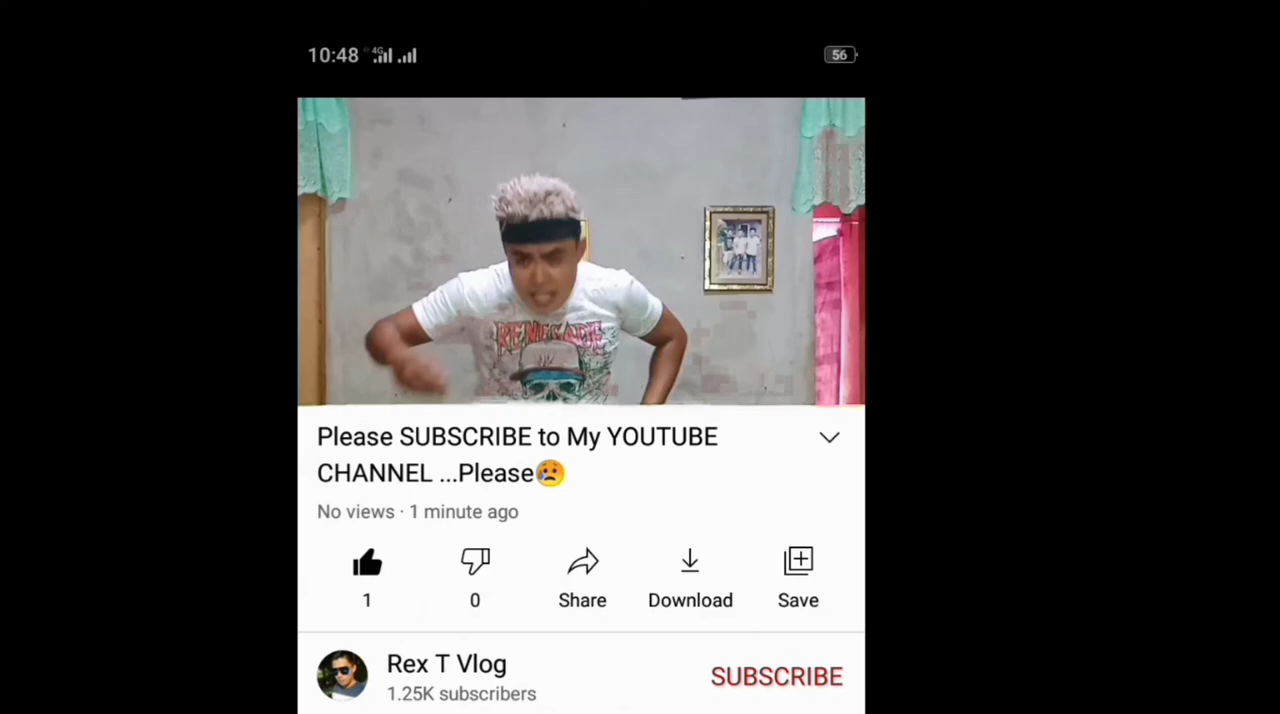 10:48 4G 56
RENEGADE
Please SUBSCRIBE to My YOUTUBE
CHANNEL ...Please😥
No views · 1 minute ago
1 0 Share Download Save
Rex T Vlog
1.25K subscribers
SUBSCRIBE